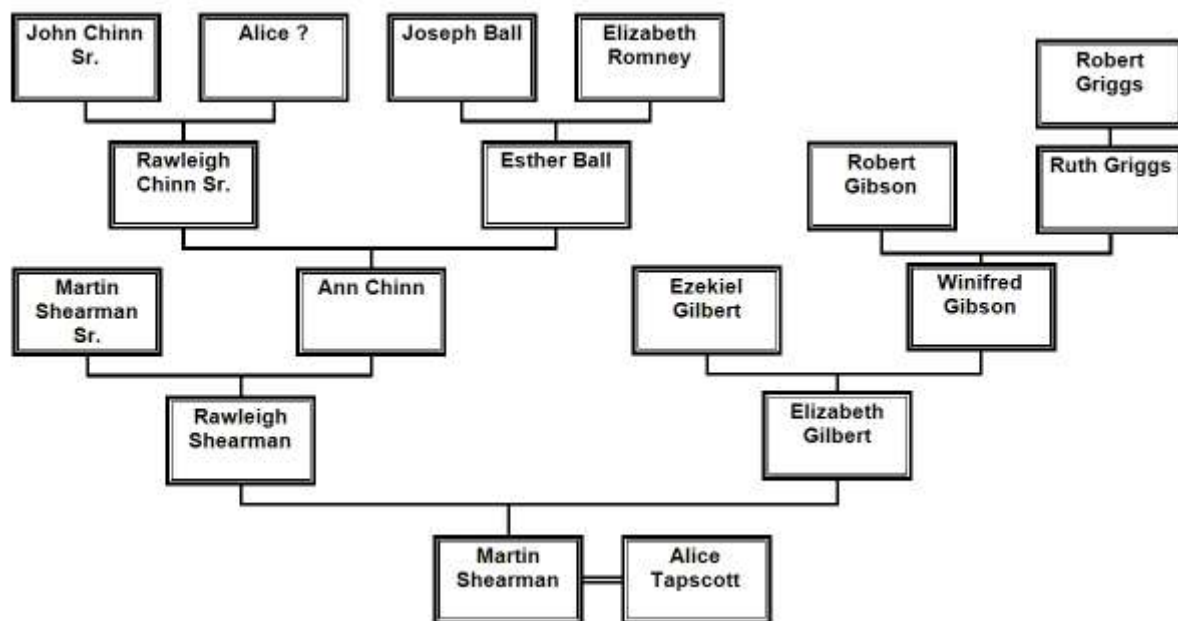 John Chinn
Sr.
Alice ?
Joseph Ball
Elizabeth
Romney
Robert
Griggs
Rawleigh
Chinn Sr.
Esther Ball
Robert
Gibson
Ruth Griggs
Martin
Shearman
Sr.
Ann Chinn
Ezekiel
Gilbert
Winifred
Gibson
Rawleigh
Shearman
Elizabeth
Gilbert
Martin
Shearman
Alice
Tapscott